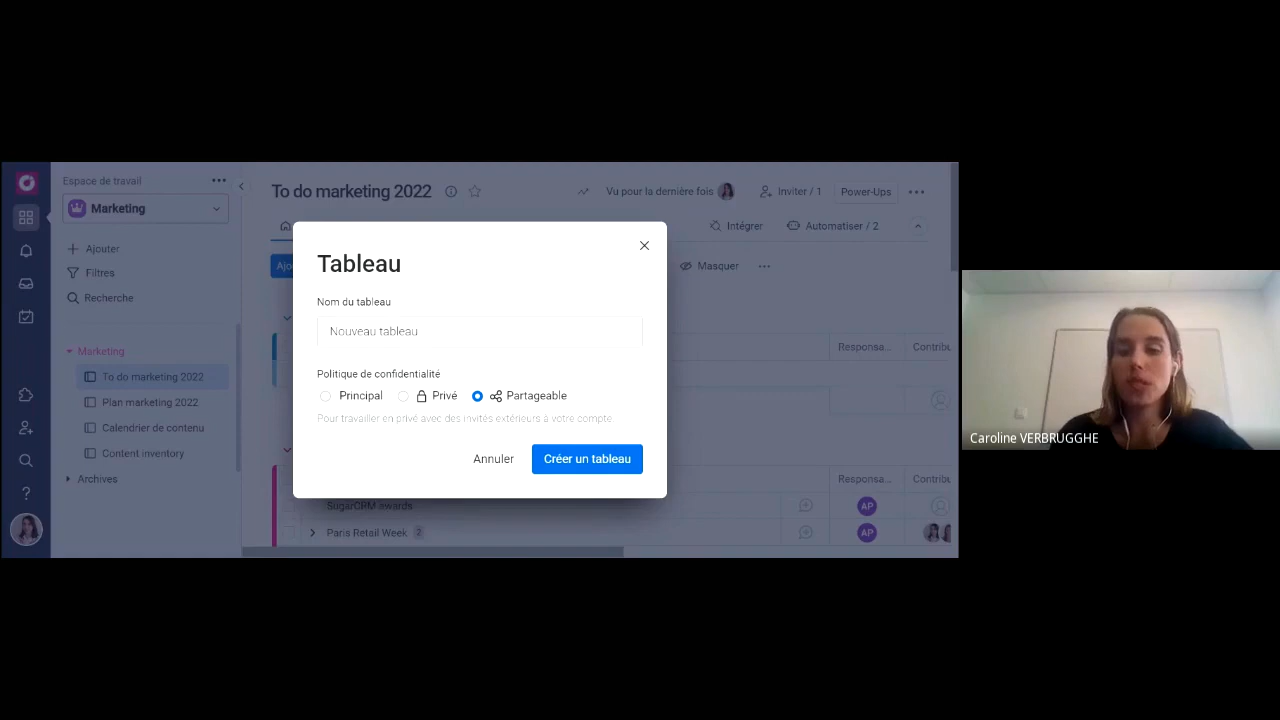 Espace de travail
Marketing
Ajouter
Filtres
Recherche
Marketing
To do marketing 2022
Plan marketing 2022
Calendrier de contenu
Content inventory
Archives
To do marketing 2022
Vu pour la dernière fois
Inviter / 1
Power-Ups
Intégrer
Automatiser / 2
Ajo
Masquer
Tableau
Nom du tableau
Nouveau tableau
Politique de confidentialité
Principal
Privé
Partageable
Pour travailler en privé avec des invités extérieurs à votre compte.
Annuler
Créer un tableau
Responsa...
Contribu
Responsa...
Contribu
SugarCRM awards
AP
Paris Retail Week 2
AP
Caroline VERBRUGGHE